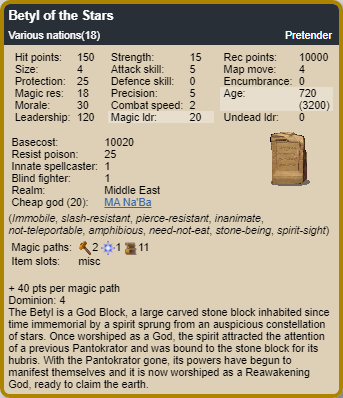 Betyl of the Stars
Various nations(18) Pretender
Hit points: 150 Strength: 15 Rec points: 10000
Size: 4 Attack skill: 5 Map move: 4
Protection: 25 Defence skill: 0 Encumbrance: 0
Magic res: 18 Precision: 5 Age: 720
Morale: 30 Combat speed: 2 (3200)
Leadership: 120 Magic ldr: 20 Undead ldr: 0
Basecost: 10020
Resist poison: 25
Innate spellcaster: 1
Blind fighter: 1
Realm: Middle East
Cheap god (20): MA Na'Ba
(Immobile, slash-resistant, pierce-resistant, inanimate,
not-teleportable, amphibious, need-not-eat, stone-being, spirit-sight)
Magic paths: 2 1 11
Item slots: misc
+ 40 pts per magic path
Dominion: 4
The Betyl is a God Block, a large carved stone block inhabited since
time immemorial by a spirit sprung from an auspicious constellation
of stars. Once worshiped as a God, the spirit attracted the attention
of a previous Pantokrator and was bound to the stone block for its
hubris. With the Pantokrator gone, its powers have begun to
manifest themselves and it is now worshiped as a Reawakening
God, ready to claim the earth.